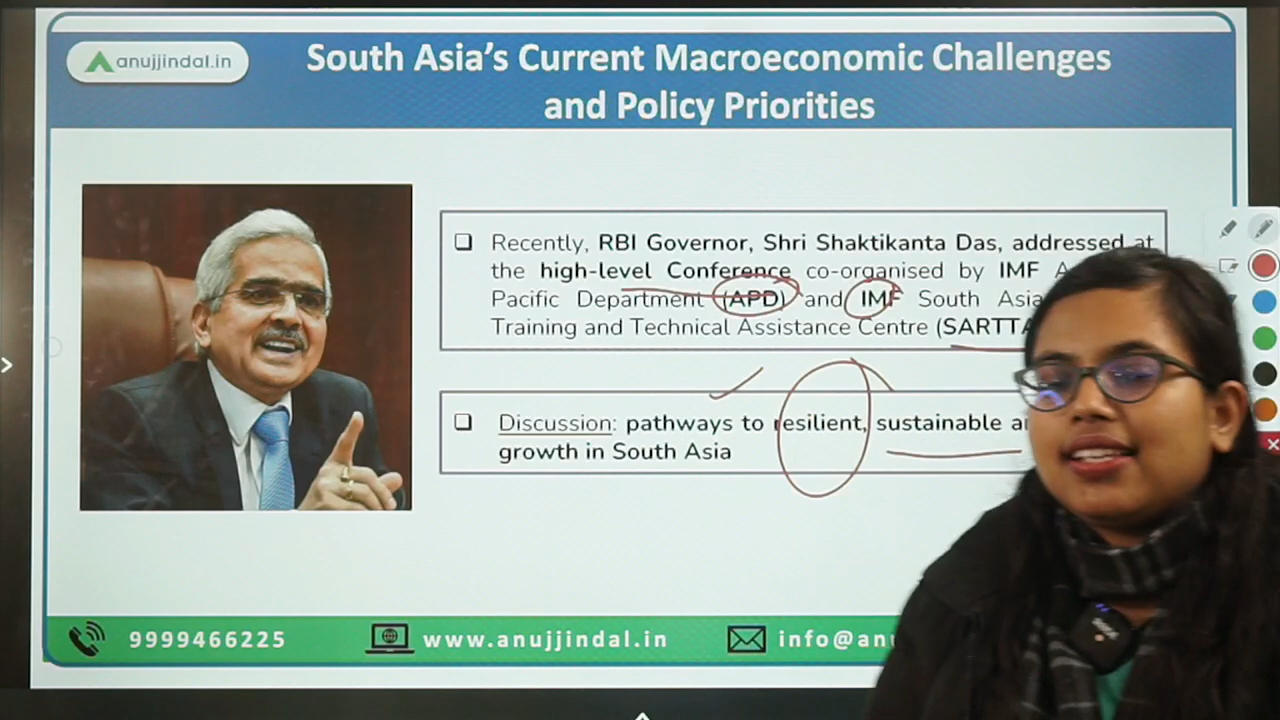 anujjindal.in
South Asia's Current Macroeconomic Challenges
and Policy Priorities
❑ Recently, RBI Governor, Shri Shaktikanta Das, addressed at
the high-level Conference co-organised by IMF
Pacific Department (APD) and IMF South Asia
Training and Technical Assistance Centre (SARTTA
❑ Discussion: pathways to resilient, sustainable
growth in South Asia
9999466225
www.anujjindal.in
info@anu